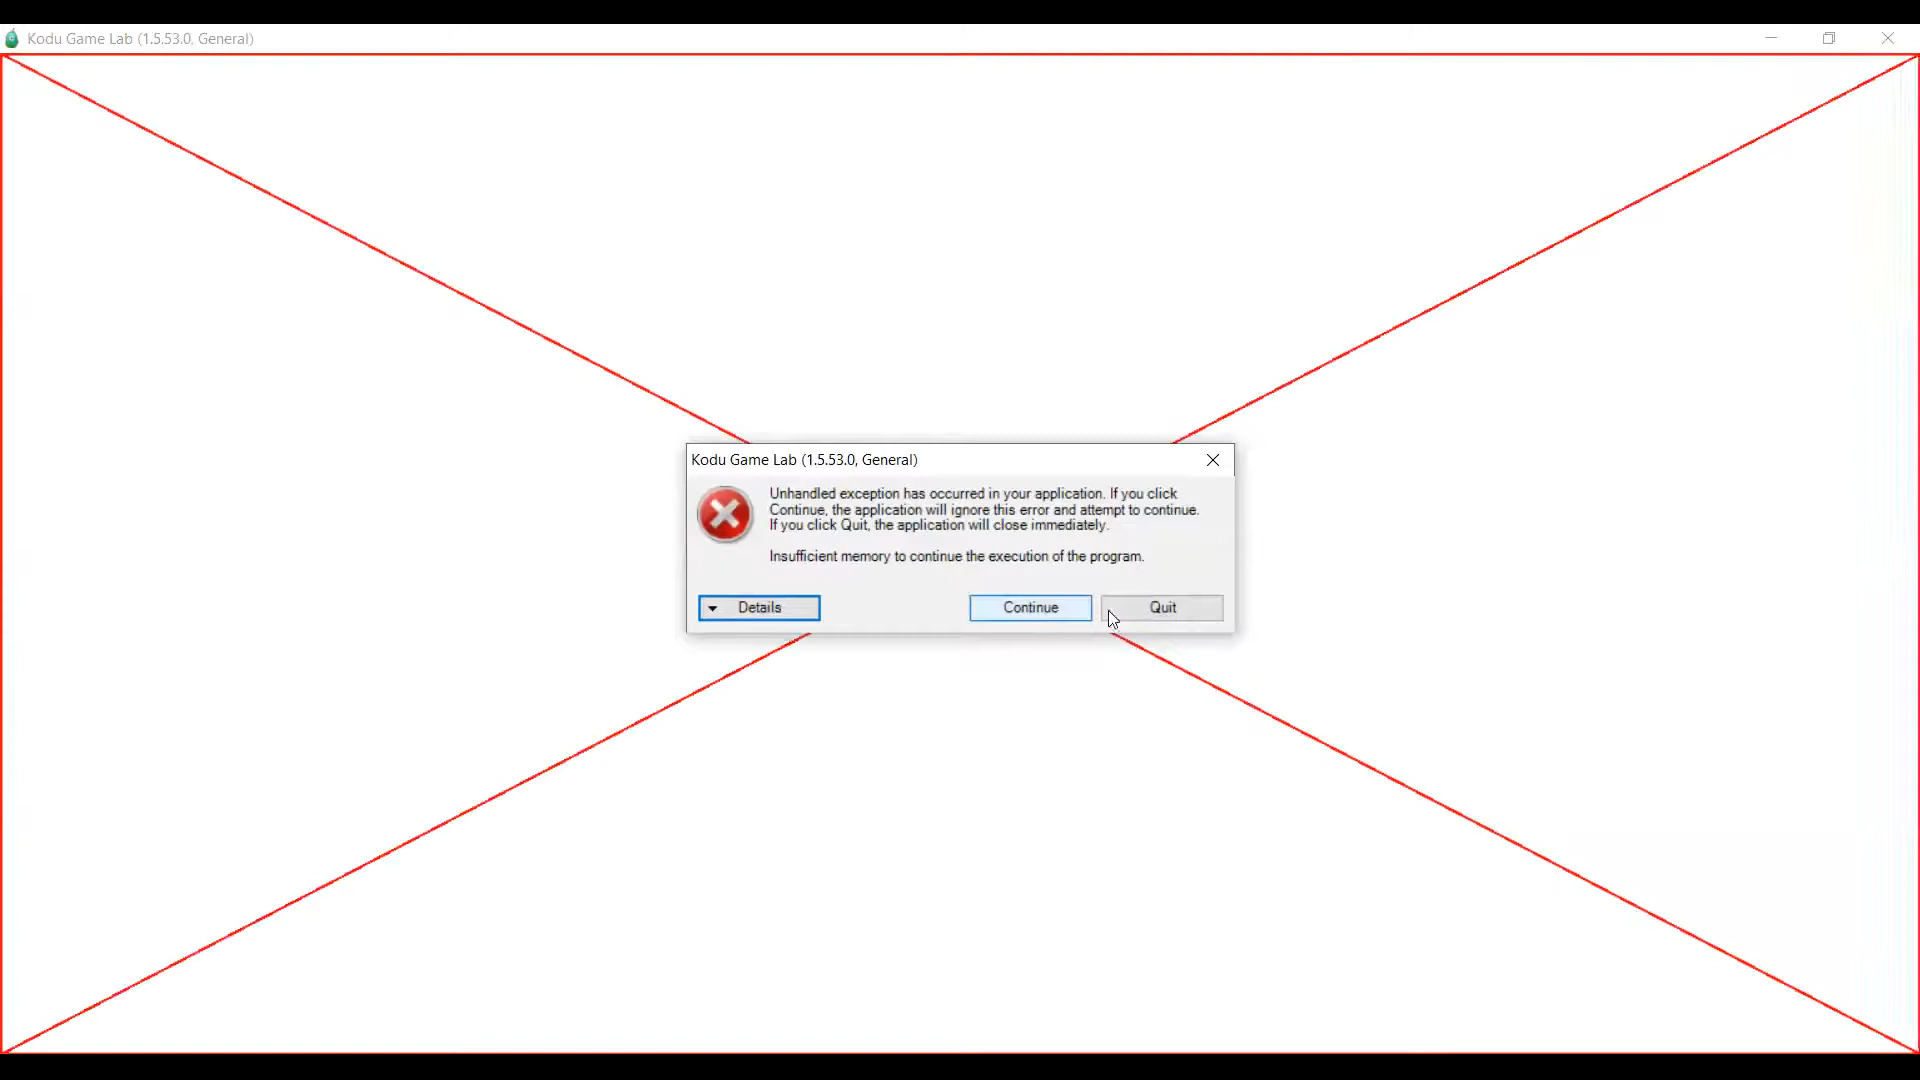 Kodu Game Lab (1.5.53.0, General)
Kodu Game Lab (1.5.53.0, General)
Unhandled exception has occurred in your application. If you click
Continue, the application will ignore this error and attempt to continue.
If you click Quit, the application will close immediately.
Insufficient memory to continue the execution of the program.
Details
Continue
Quit